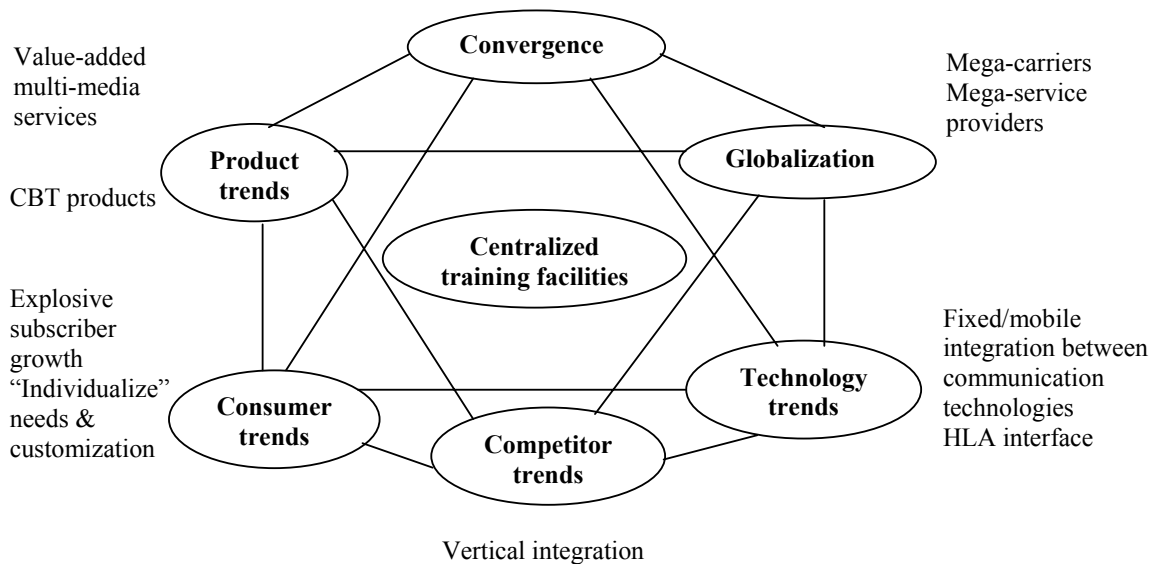 Convergence
Value-added
multi-media
services
Mega-carriers
Mega-service
providers
Product
trends
Globalization
CBT products
Centralized
training facilities
Explosive
subscriber
growth
“Individualize”
needs &
customization
Fixed/mobile
integration between
communication
technologies
HLA interface
Technology
trends
Consumer
trends
Competitor
trends
Vertical integration